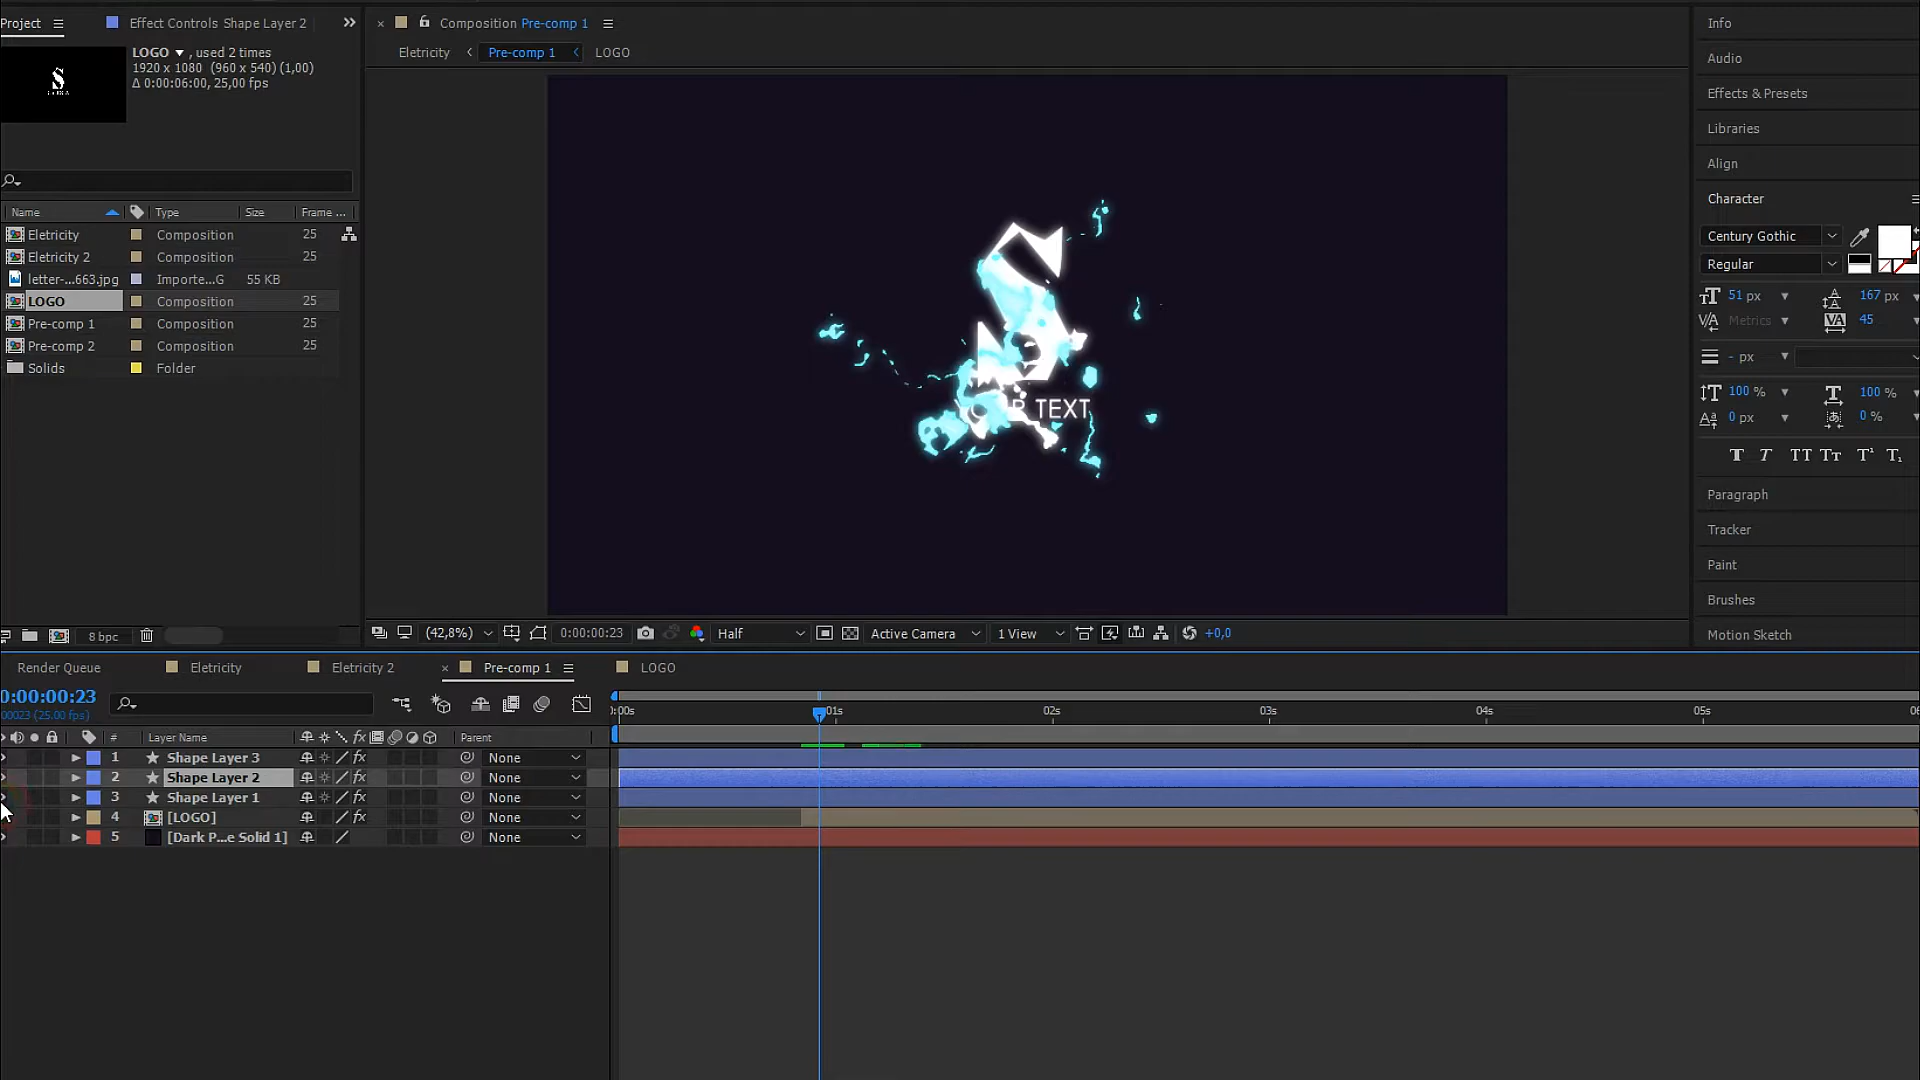 Project
Effect Controls Shape Layer 2
Composition Pre-comp 1
Info
LOGO , used 2 times
1920 x 1080 (960 x 540) (1,00)
Δ 0:00:06:00, 25,00 fps
Eletricity
Pre-comp 1
LOGO
Audio
Effects & Presets
Libraries
Align
Character
Name Type Size Frame ...
Eletricity Composition 25
Eletricity 2 Composition 25
letter-...663.jpg Importe...G 55 KB
LOGO Composition 25
Pre-comp 1 Composition 25
Pre-comp 2 Composition 25
Solids Folder
Century Gothic
Regular
51 px 167 px
Metrics 45
- px
100 % 100 %
0 px 0 %
T T TT Tт T¹ T₁
YOUR TEXT
Paragraph
Tracker
Paint
Brushes
Motion Sketch
8 bpc
(42,8%) 0:00:00:23 Half Active Camera 1 View +0,0
Render Queue Eletricity Eletricity 2 Pre-comp 1 LOGO
0:00:00:23
00023 (25.00 fps)
:00s 01s 02s 03s 04s 05s 06
# Layer Name Parent
1 Shape Layer 3 None
2 Shape Layer 2 None
3 Shape Layer 1 None
4 [LOGO] None
5 [Dark P...e Solid 1] None